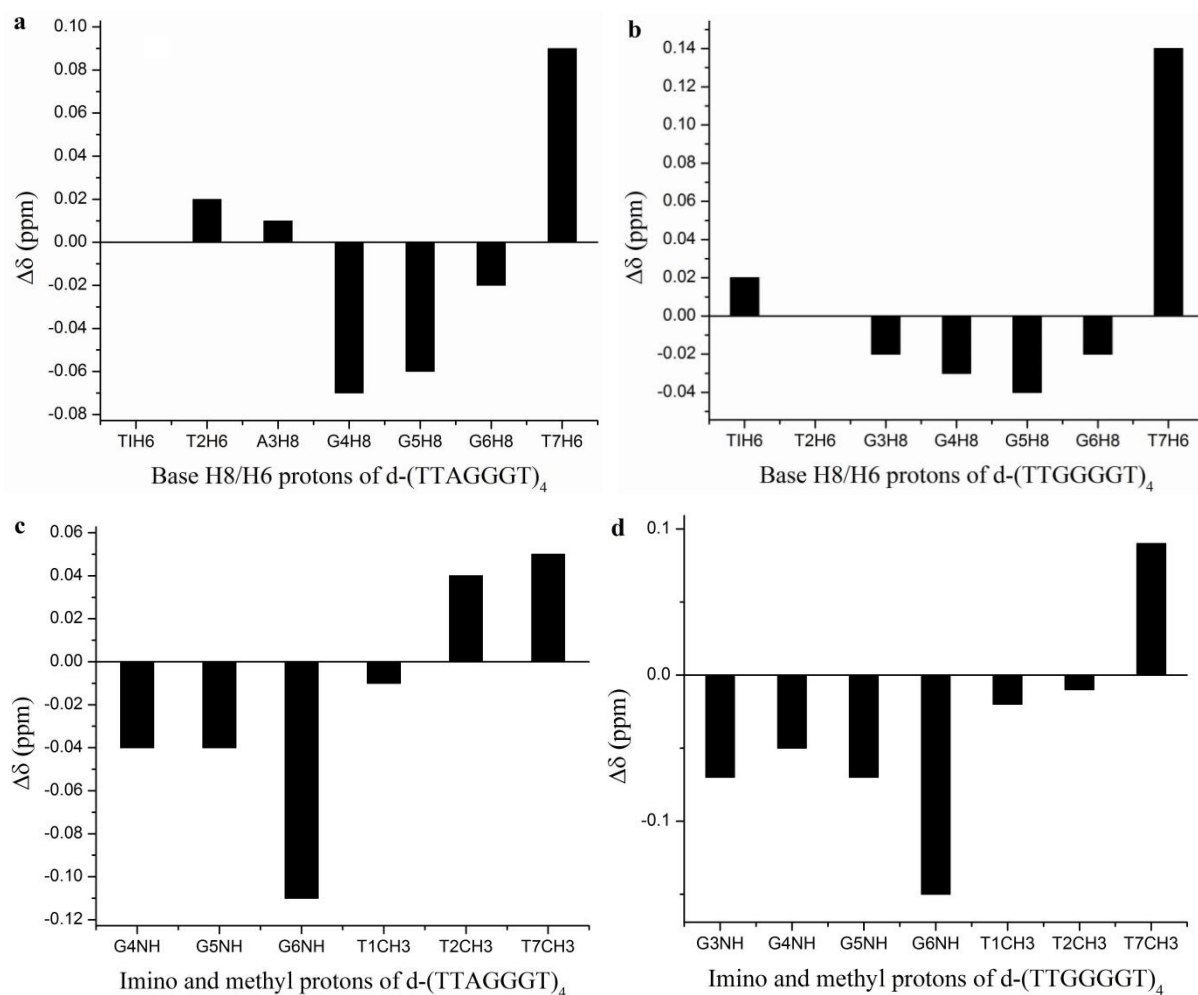 a
0.10
0.08
0.06
0.04
0.02
0.00
-0.02
-0.04
-0.06
-0.08
Δδ (ppm)
TIH6 T2H6 A3H8 G4H8 G5H8 G6H8 T7H6
Base H8/H6 protons of d-(TTAGGGT)4
b
0.14
0.12
0.10
0.08
0.06
0.04
0.02
0.00
-0.02
-0.04
Δδ (ppm)
TIH6 T2H6 G3H8 G4H8 G5H8 G6H8 T7H6
Base H8/H6 protons of d-(TTGGGGT)4
c
0.06
0.04
0.02
0.00
-0.02
-0.04
-0.06
-0.08
-0.10
-0.12
Δδ (ppm)
G4NH G5NH G6NH T1CH3 T2CH3 T7CH3
Imino and methyl protons of d-(TTAGGGT)4
d
0.1
0.0
-0.1
Δδ (ppm)
G3NH G4NH G5NH G6NH T1CH3 T2CH3 T7CH3
Imino and methyl protons of d-(TTGGGGT)4